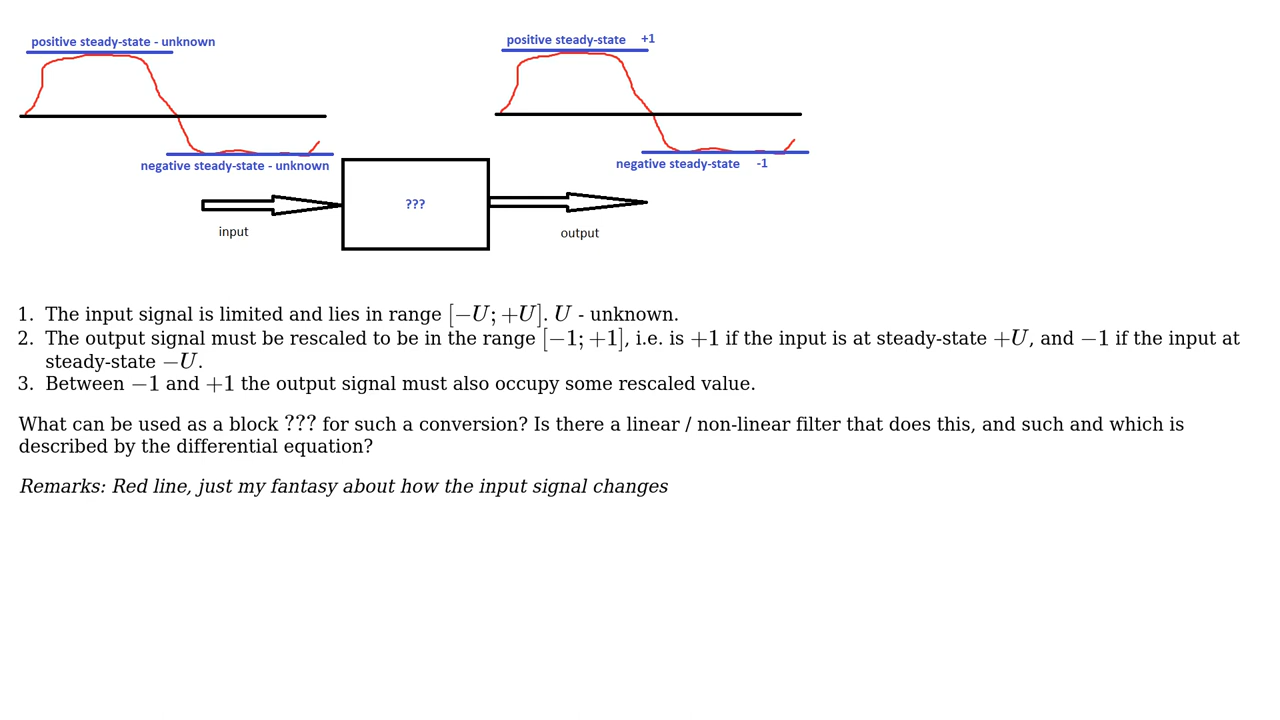 positive steady-state - unknown
positive steady-state +1
negative steady-state - unknown
negative steady-state -1
???
input
output
1. The input signal is limited and lies in range [−U; +U]. U - unknown.
2. The output signal must be rescaled to be in the range [−1; +1], i.e. is +1 if the input is at steady-state +U, and −1 if the input at
steady-state −U.
3. Between −1 and +1 the output signal must also occupy some rescaled value.
What can be used as a block ??? for such a conversion? Is there a linear / non-linear filter that does this, and such and which is
described by the differential equation?
Remarks: Red line, just my fantasy about how the input signal changes